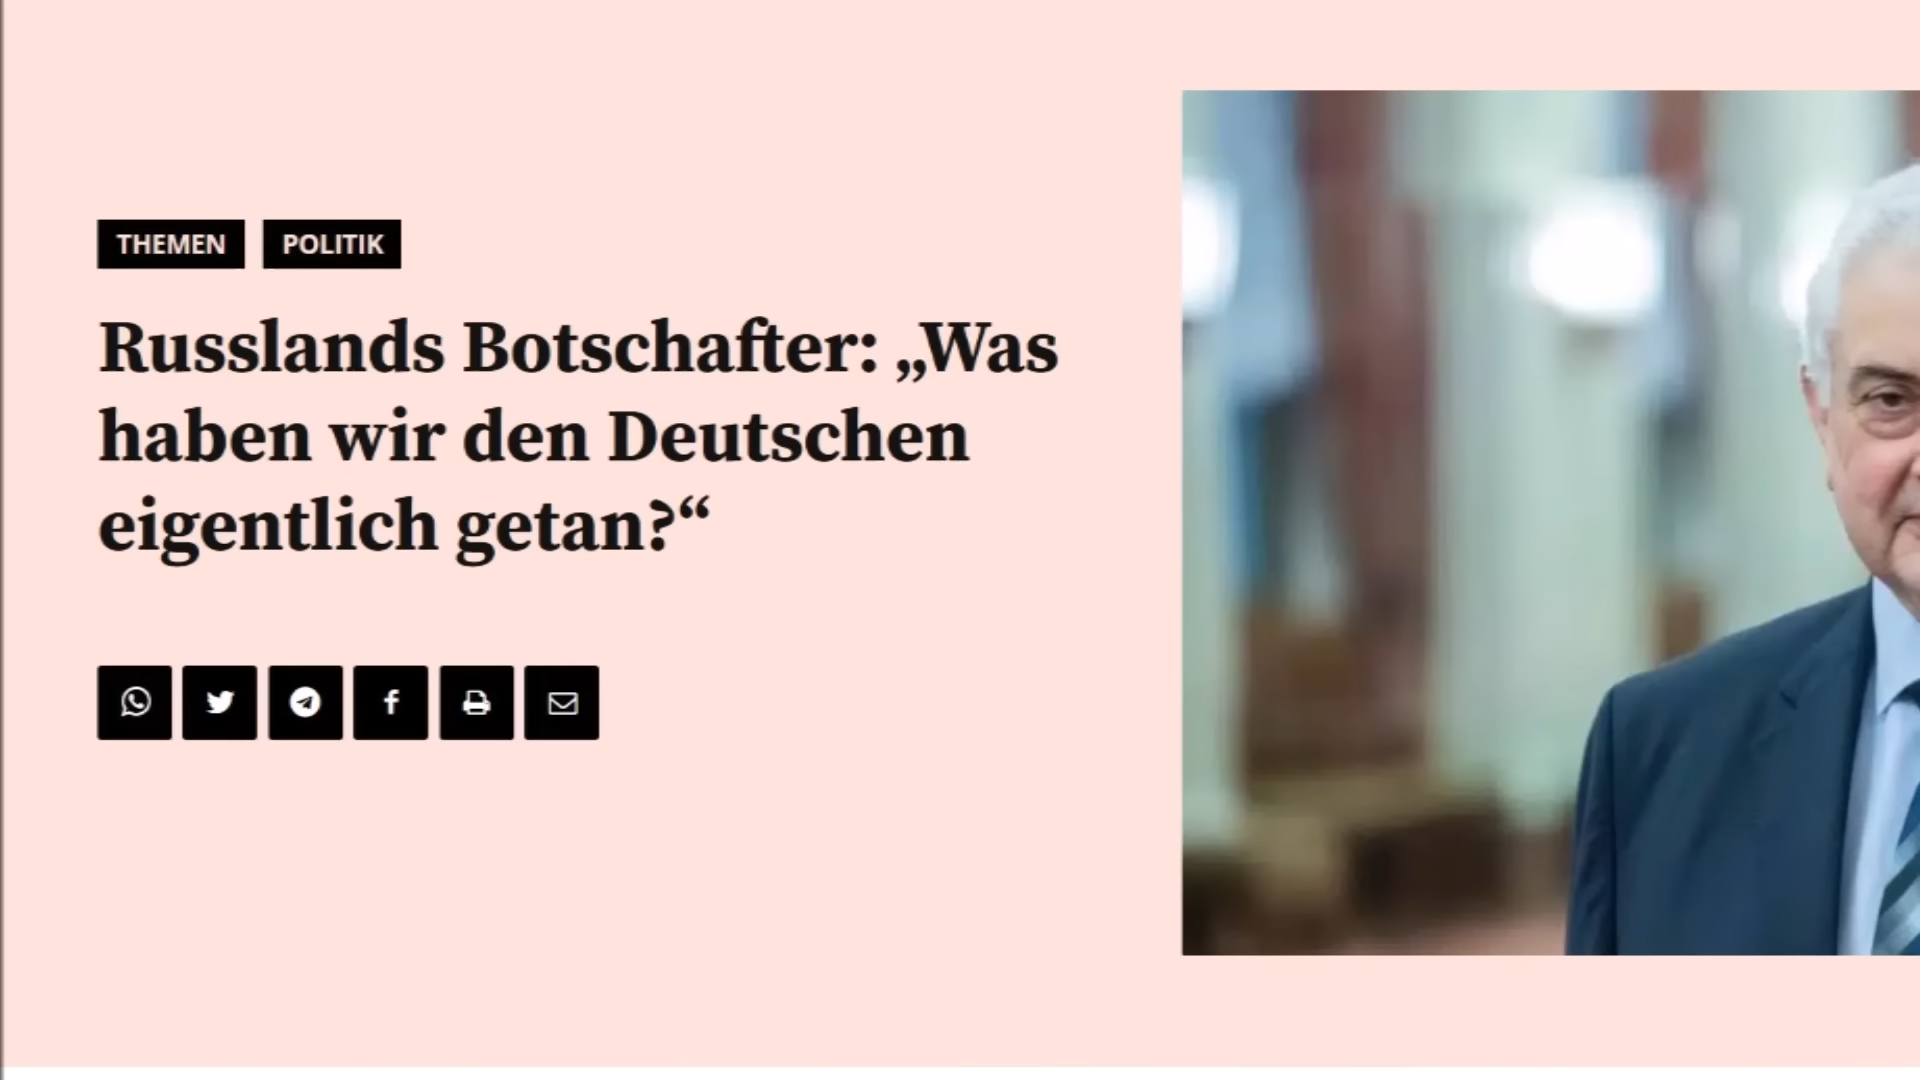 THEMEN POLITIK
Russlands Botschafter: „Was
haben wir den Deutschen
eigentlich getan?“